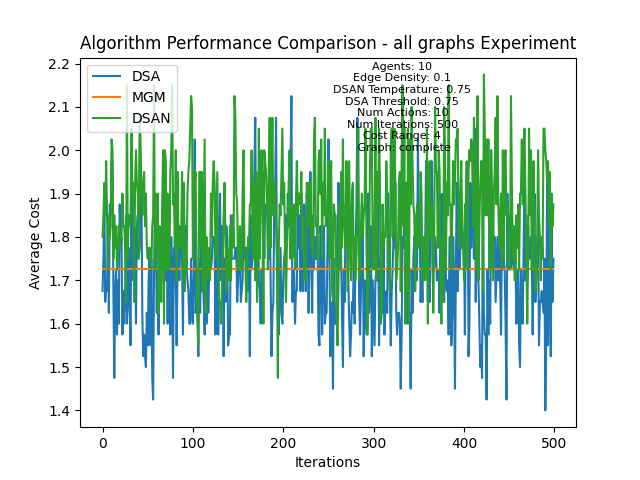 Algorithm Performance Comparison - all graphs Experiment
DSA
MGM
DSAN
Agents: 10
Edge Density: 0.1
DSAN Temperature: 0.75
DSA Threshold: 0.75
Num Actions: 10
Num Iterations: 500
Cost Range: 4
Graph: complete
Average Cost
2.2
2.1
2.0
1.9
1.8
1.7
1.6
1.5
1.4
0 100 200 300 400 500
Iterations